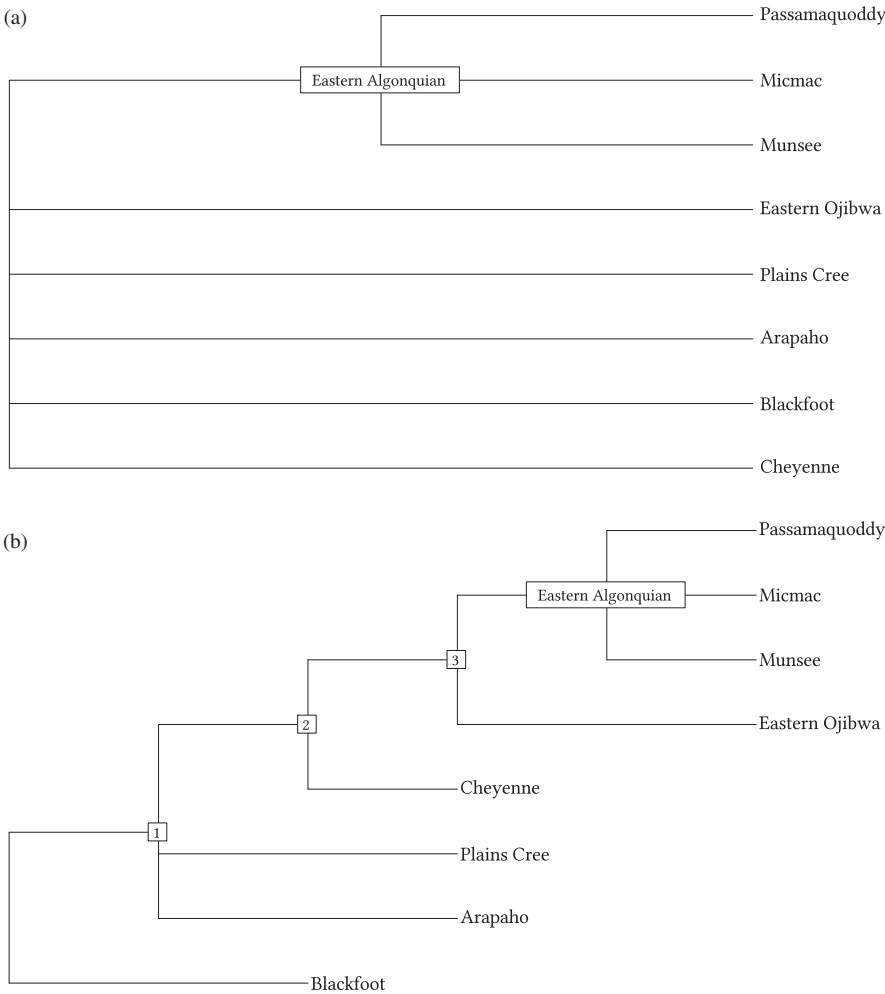 (a)
Passamaquoddy
Eastern Algonquian
Micmac
Munsee
Eastern Ojibwa
Plains Cree
Arapaho
Blackfoot
Cheyenne
(b)
Passamaquoddy
Eastern Algonquian
Micmac
3
Munsee
2
Eastern Ojibwa
Cheyenne
1
Plains Cree
Arapaho
Blackfoot